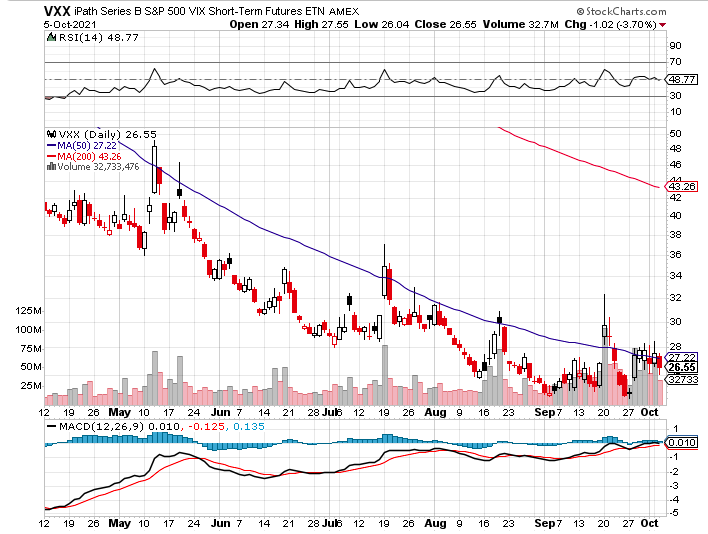 VXX iPath Series B S&P 500 VIX Short-Term Futures ETN AMEX © StockCharts.com
5-Oct-2021 Open 27.34 High 27.55 Low 26.04 Close 26.55 Volume 32.7M Chg -1.02 (-3.70%)
RSI(14) 48.77
90
70
48.77
30
10
VXX (Daily) 26.55
MA(50) 27.22
MA(200) 43.26
Volume 32,733,476
50
48
46
44
43.26
42
40
38
36
34
32
30
28
27.22
26.55
32733
125M
100M
75M
50M
25M
12 19 26 May 10 17 24 Jun 7 14 21 28 Jul 6 12 19 26 Aug 9 16 23 Sep 7 13 20 27 Oct
MACD(12,26,9) 0.010, -0.125, 0.135
1
0.010
-1
-2
-3
-4
-5
12 19 26 May 10 17 24 Jun 7 14 21 28 Jul 6 12 19 26 Aug 9 16 23 Sep 7 13 20 27 Oct